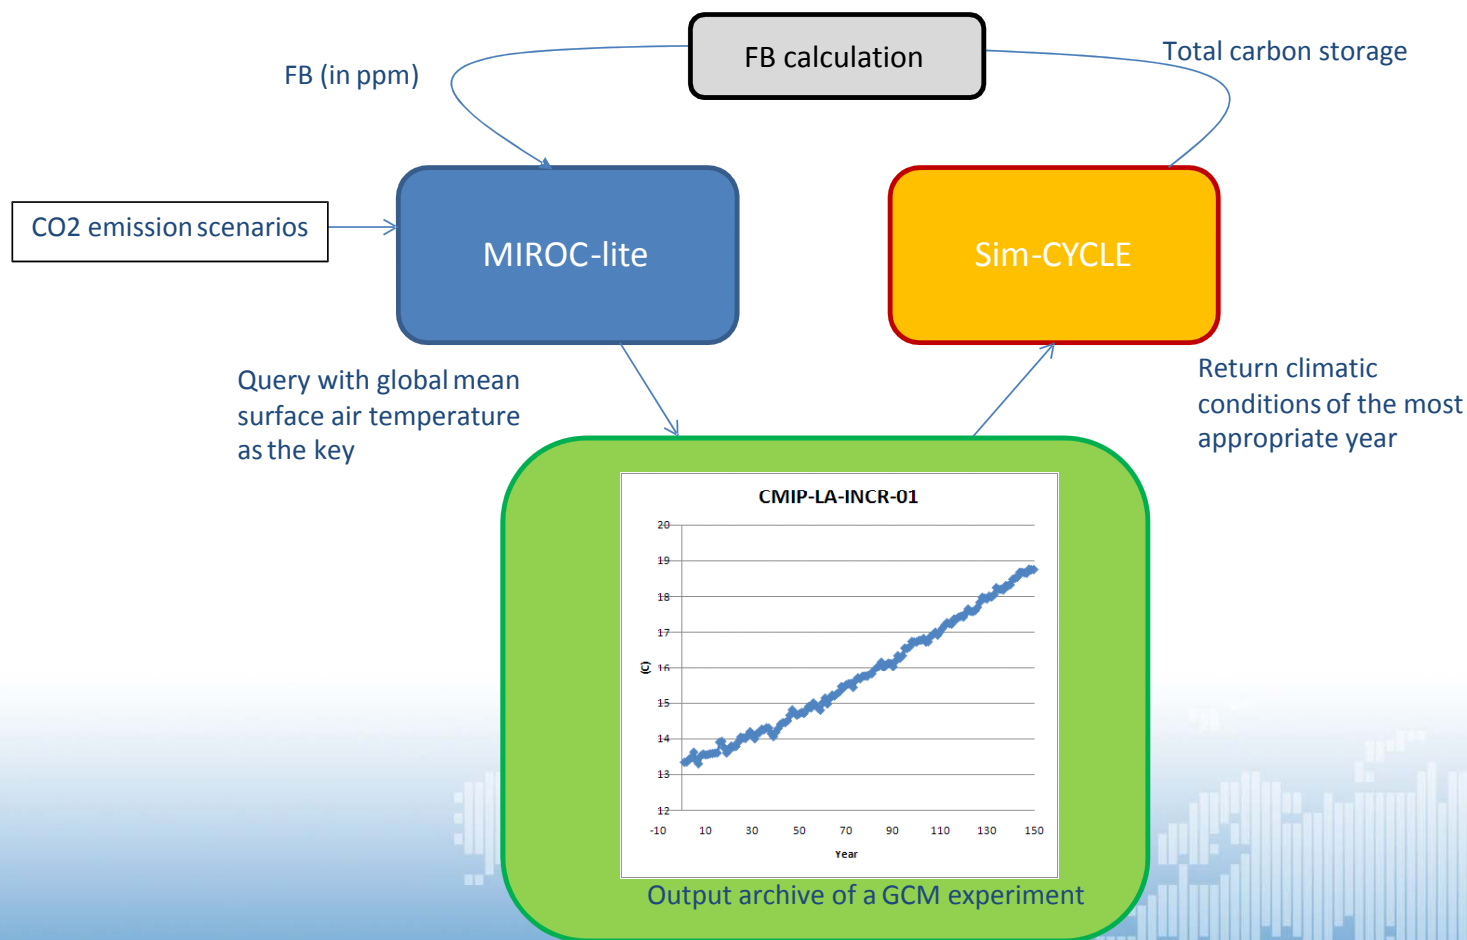 FB calculation
Total carbon storage
FB (in ppm)
CO2 emission scenarios
MIROC-lite
Sim-CYCLE
Query with global mean
surface air temperature
as the key
Return climatic
conditions of the most
appropriate year
CMIP-LA-INCR-01
20
19
18
17
16
15
14
13
12
(C)
-10 10 30 50 70 90 110 130 150
Year
Output archive of a GCM experiment